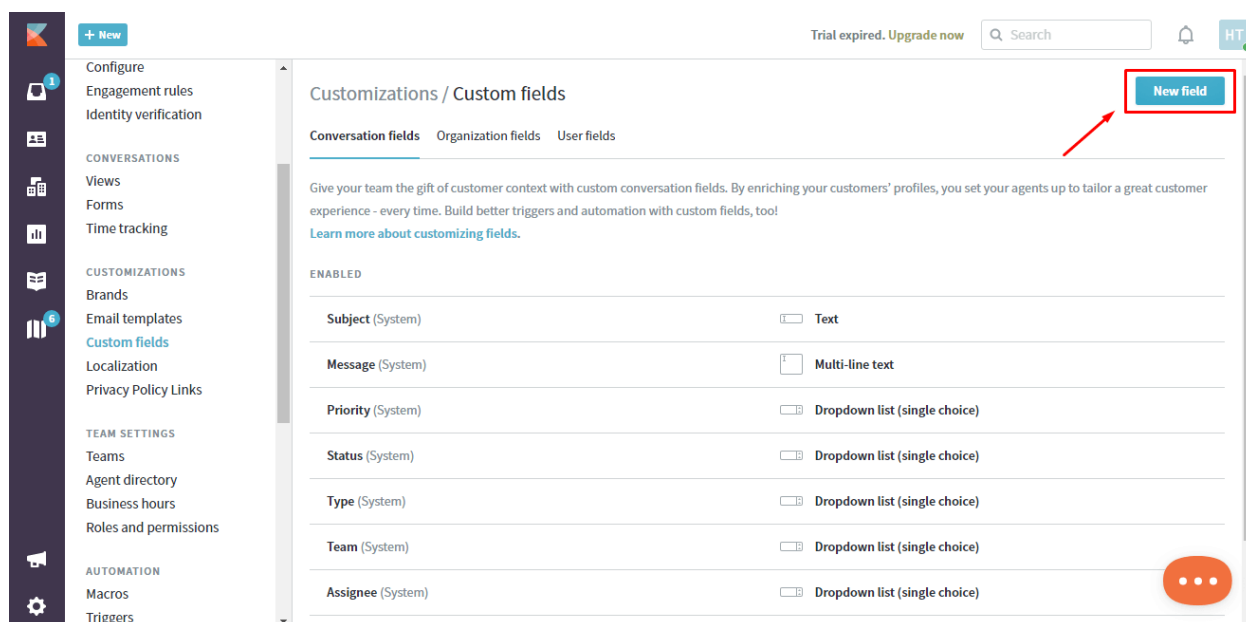 + New
Trial expired. Upgrade now
Search
HT
1
6
Configure
Engagement rules
Identity verification
CONVERSATIONS
Views
Forms
Time tracking
CUSTOMIZATIONS
Brands
Email templates
Custom fields
Localization
Privacy Policy Links
TEAM SETTINGS
Teams
Agent directory
Business hours
Roles and permissions
AUTOMATION
Macros
Triggers
Customizations / Custom fields
New field
Conversation fields Organization fields User fields
Give your team the gift of customer context with custom conversation fields. By enriching your customers' profiles, you set your agents up to tailor a great customer
experience - every time. Build better triggers and automation with custom fields, too!
Learn more about customizing fields.
ENABLED
Subject (System) Text
Message (System) Multi-line text
Priority (System) Dropdown list (single choice)
Status (System) Dropdown list (single choice)
Type (System) Dropdown list (single choice)
Team (System) Dropdown list (single choice)
Assignee (System) Dropdown list (single choice)